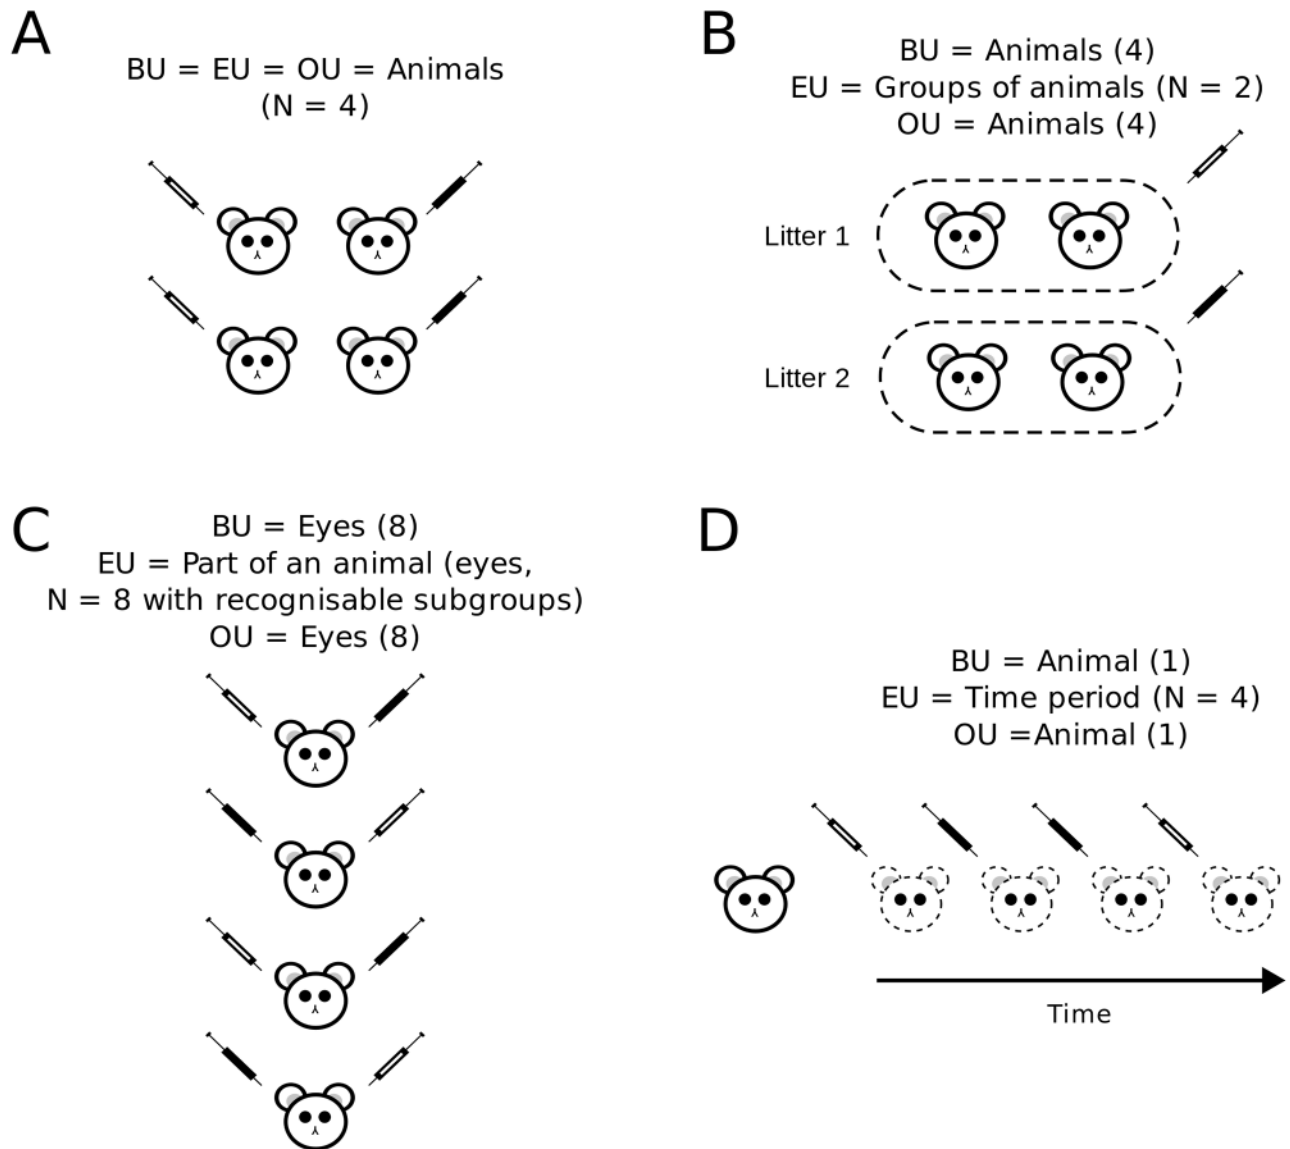 A
BU = EU = OU = Animals
(N = 4)
B
BU = Animals (4)
EU = Groups of animals (N = 2)
OU = Animals (4)
Litter 1
Litter 2
C
BU = Eyes (8)
EU = Part of an animal (eyes,
N = 8 with recognisable subgroups)
OU = Eyes (8)
D
BU = Animal (1)
EU = Time period (N = 4)
OU =Animal (1)
Time